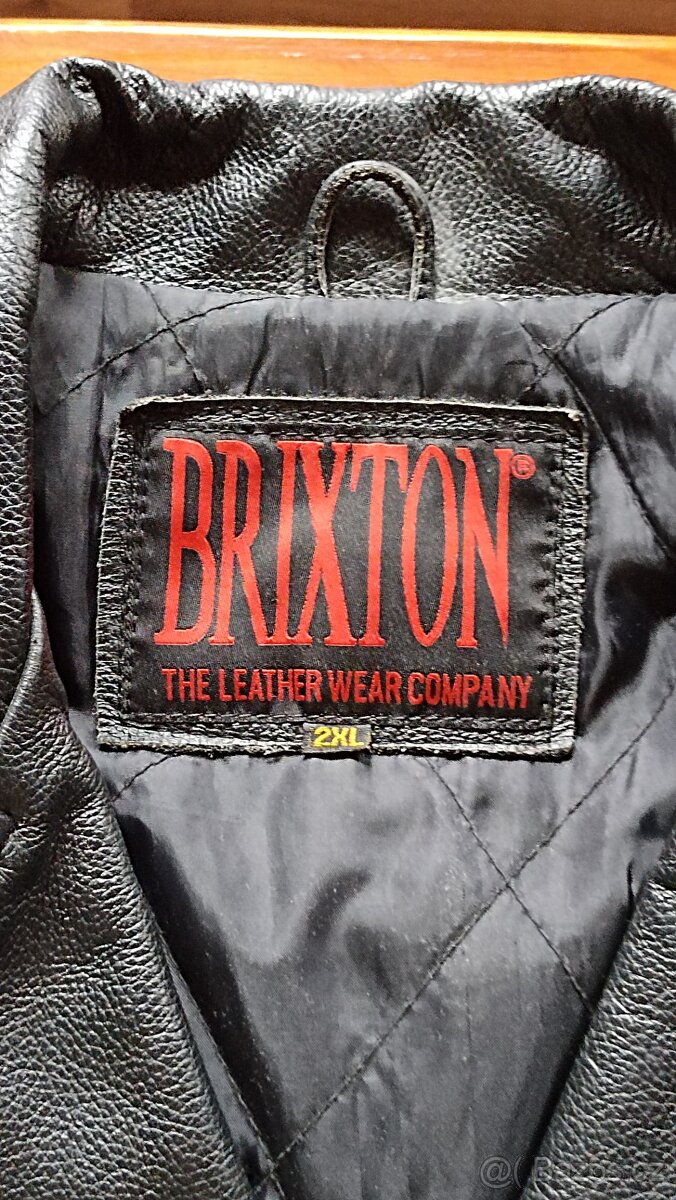 BRIXTON®
THE LEATHER WEAR COMPANY
2XL